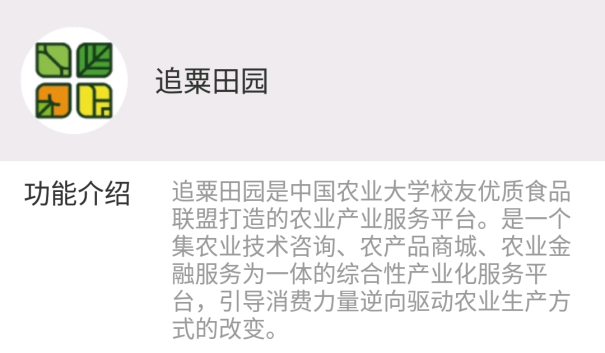 追粟田园
功能介绍
追粟田园是中国农业大学校友优质食品
联盟打造的农业产业服务平台。是一个
集农业技术咨询、农产品商城、农业金
融服务为一体的综合性产业化服务平
台，引导消费力量逆向驱动农业生产方
式的改变。